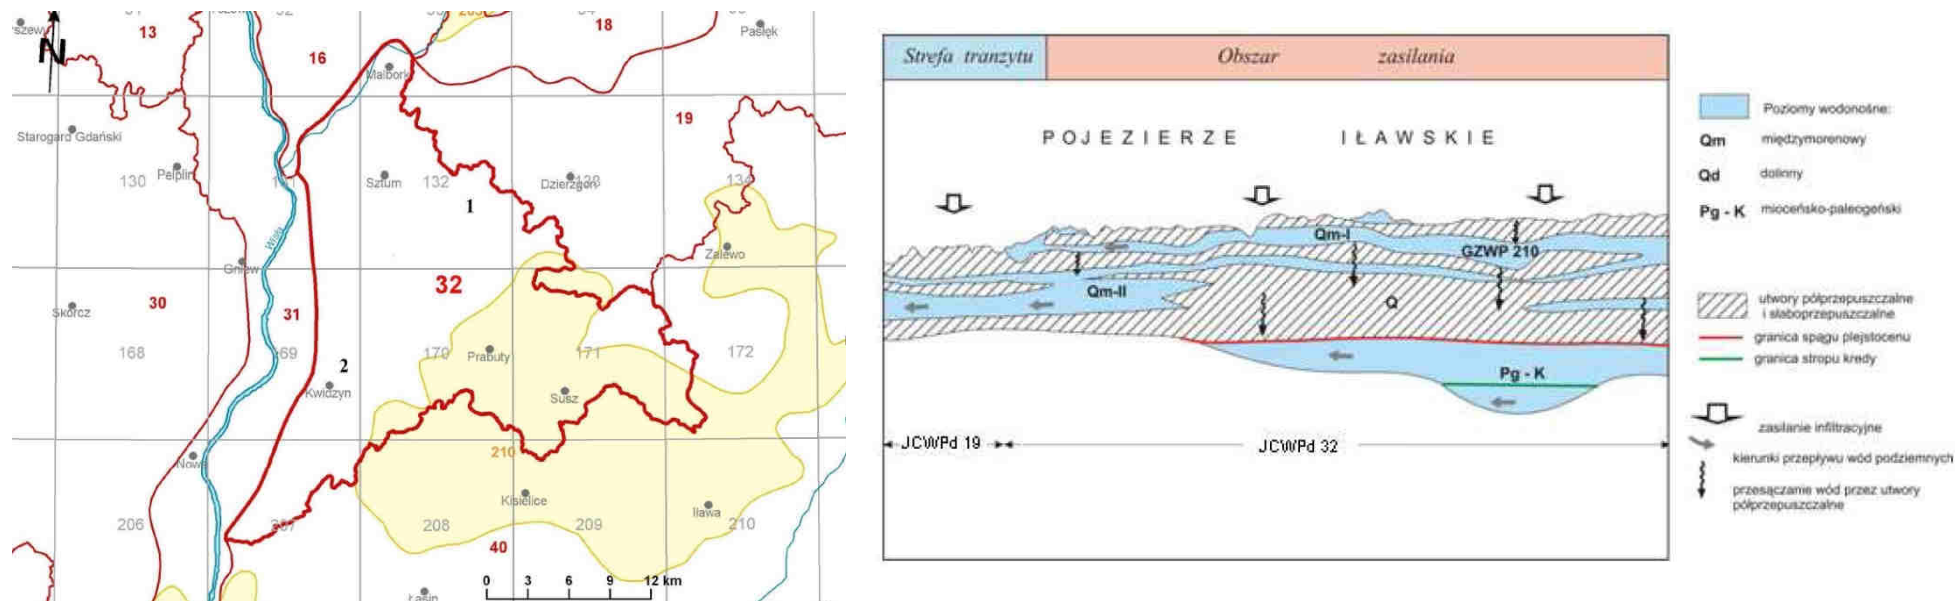 13
16
18
Pasłęk
N
Malbork
19
Starogard Gdański
130
Pelplin
Sztum
132
Dzierzgoń
134
1
Wisła
Zalewo
Gniew
32
30
31
Skórcz
168
170
Prabuty
171
172
2
Kwidzyn
Susz
210
Kisielice
Iława
206
208
209
210
40
0 3 6 9 12 km
Strefa tranzytu
Obszar zasilania
POJEZIERZE IŁAWSKIE
Qm-I
GZWP 210
Qm-II
Q
Pg - K
JCWPd 19
JCWPd 32
Poziomy wodonośne:
Qm międzymorenowy
Qd dolinny
Pg - K mioceńsko-paleogeński
utwory półprzepuszczalne
i słaboprzepuszczalne
granica spągu plejstocenu
granica stropu kredy
zasilanie infiltracyjne
kierunki przepływu wód podziemnych
przesączanie wód przez utwory
półprzepuszczalne